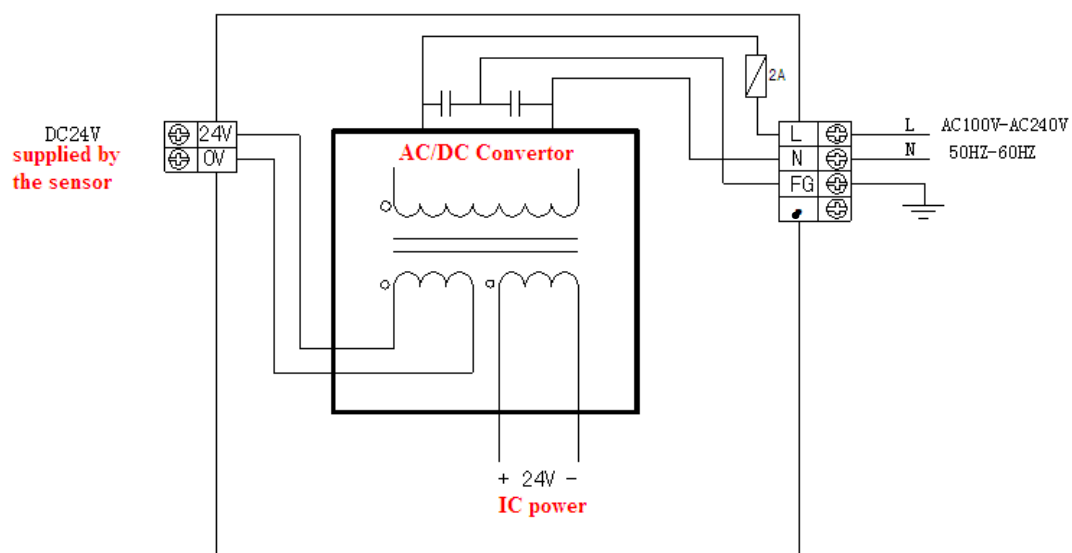 2A
DC24V
supplied by
the sensor
24V
0V
AC/DC Convertor
L
N
FG
L AC100V-AC240V
N 50HZ-60HZ
+ 24V -
IC power